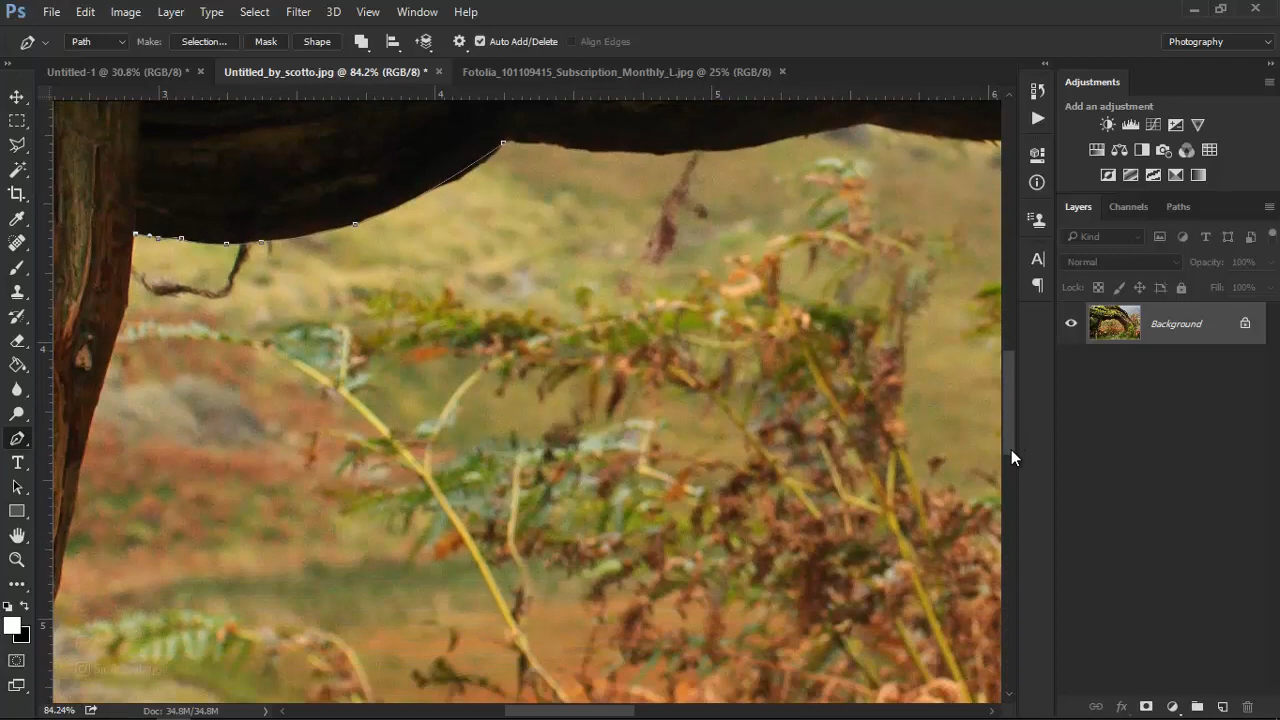 Ps File Edit Image Layer Type Select Filter 3D View Window Help
Path Make: Selection... Mask Shape Auto Add/Delete Align Edges Photography
Untitled-1 @ 30.8% (RGB/8) * × Untitled_by_scotto.jpg @ 84.2% (RGB/8) * × Fotolia_101109415_Subscription_Monthly_L.jpg @ 25% (RGB/8) ×
3 4 5 6
Adjustments
Add an adjustment
Layers Channels Paths
Kind
Normal Opacity: 100%
Lock: Fill: 100%
Background
4
5
84.24% Doc: 34.8M/34.8M